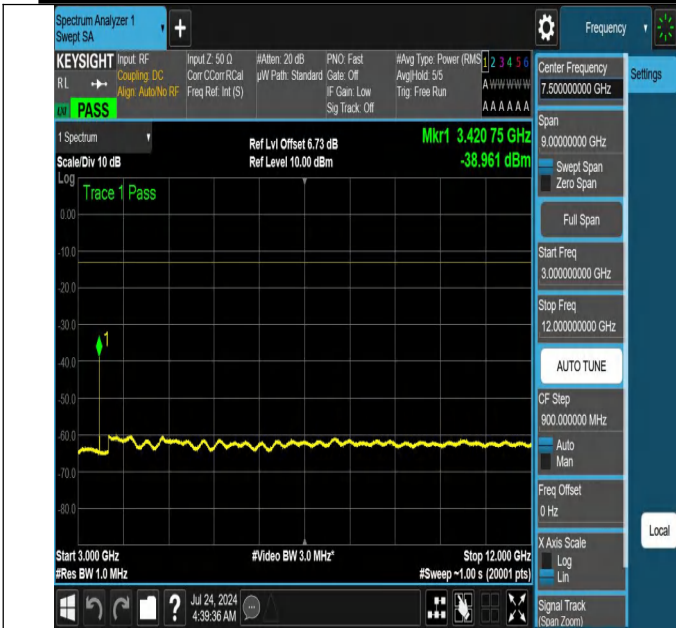 Spectrum Analyzer 1
Swept SA
+
Frequency
KEYSIGHT
RL
PASS
Input: RF
Coupling: DC
Align: Auto/No RF
Input Z: 50 Ω
Corr CCorr RCal
Freq Ref: Int (S)
#Atten: 20 dB
µW Path: Standard
PNO: Fast
Gate: Off
IF Gain: Low
Sig Track: Off
#Avg Type: Power (RMS
Avg|Hold: 5/5
Trig: Free Run
1 2 3 4 5 6
A W W W W W
A A A A A A
1 Spectrum
Scale/Div 10 dB
Log
Ref Lvl Offset 6.73 dB
Ref Level 10.00 dBm
Mkr1 3.420 75 GHz
-38.961 dBm
Trace 1 Pass
0.00
-10.0
-20.0
-30.0
1
-40.0
-50.0
-60.0
-70.0
-80.0
Start 3.000 GHz
#Res BW 1.0 MHz
#Video BW 3.0 MHz*
Stop 12.000 GHz
#Sweep ~1.00 s (20001 pts)
?
Jul 24, 2024
4:39:36 AM
Center Frequency
7.500000000 GHz
Settings
Span
9.00000000 GHz
Swept Span
Zero Span
Full Span
Start Freq
3.000000000 GHz
Stop Freq
12.000000000 GHz
AUTO TUNE
CF Step
900.000000 MHz
Auto
Man
Freq Offset
0 Hz
X Axis Scale
Log
Lin
Local
Signal Track
(Span Zoom)